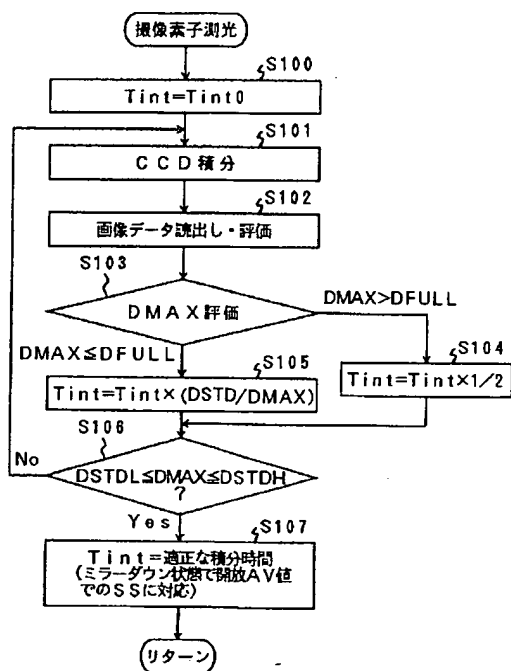 撮像素子測光
S100
Tint=Tint0
S101
CCD積分
S102
画像データ読出し・評価
S103
DMAX評価
DMAX>DFULL
DMAX≦DFULL
S104
Tint=Tint×1/2
S105
Tint=Tint×(DSTD/DMAX)
S106
No
DSTDL≦DMAX≦DSTDH
?
Yes
S107
Tint=適正な積分時間
(ミラーダウン状態で開放AV値
でのSSに対応)
リターン